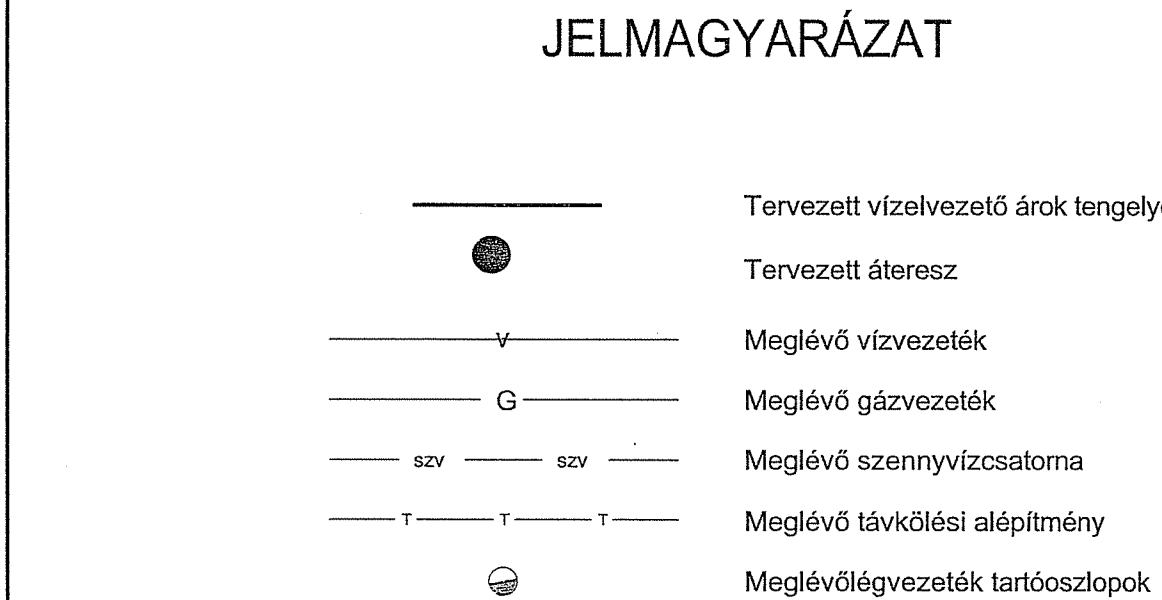 JELMAGYARÁZAT
Tervezett vízelvezető árok tengely
Tervezett áteresz
V Meglévő vízvezeték
G Meglévő gázvezeték
szv szv Meglévő szennyvízcsatorna
T T T Meglévő távkölési alépítmény
Meglévőlégvezeték tartóoszlopok